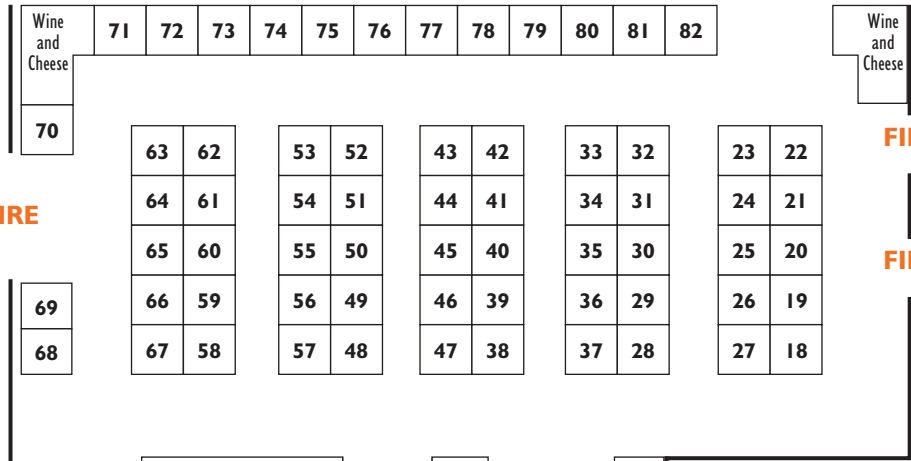 Wine
and
Cheese
71 72 73 74 75 76 77 78 79 80 81 82
Wine
and
Cheese
70
63 62 53 52 43 42 33 32 23 22
64 61 54 51 44 41 34 31 24 21
IRE
65 60 55 50 45 40 35 30 25 20
69
66 59 56 49 46 39 36 29 26 19
68
67 58 57 48 47 38 37 28 27 18